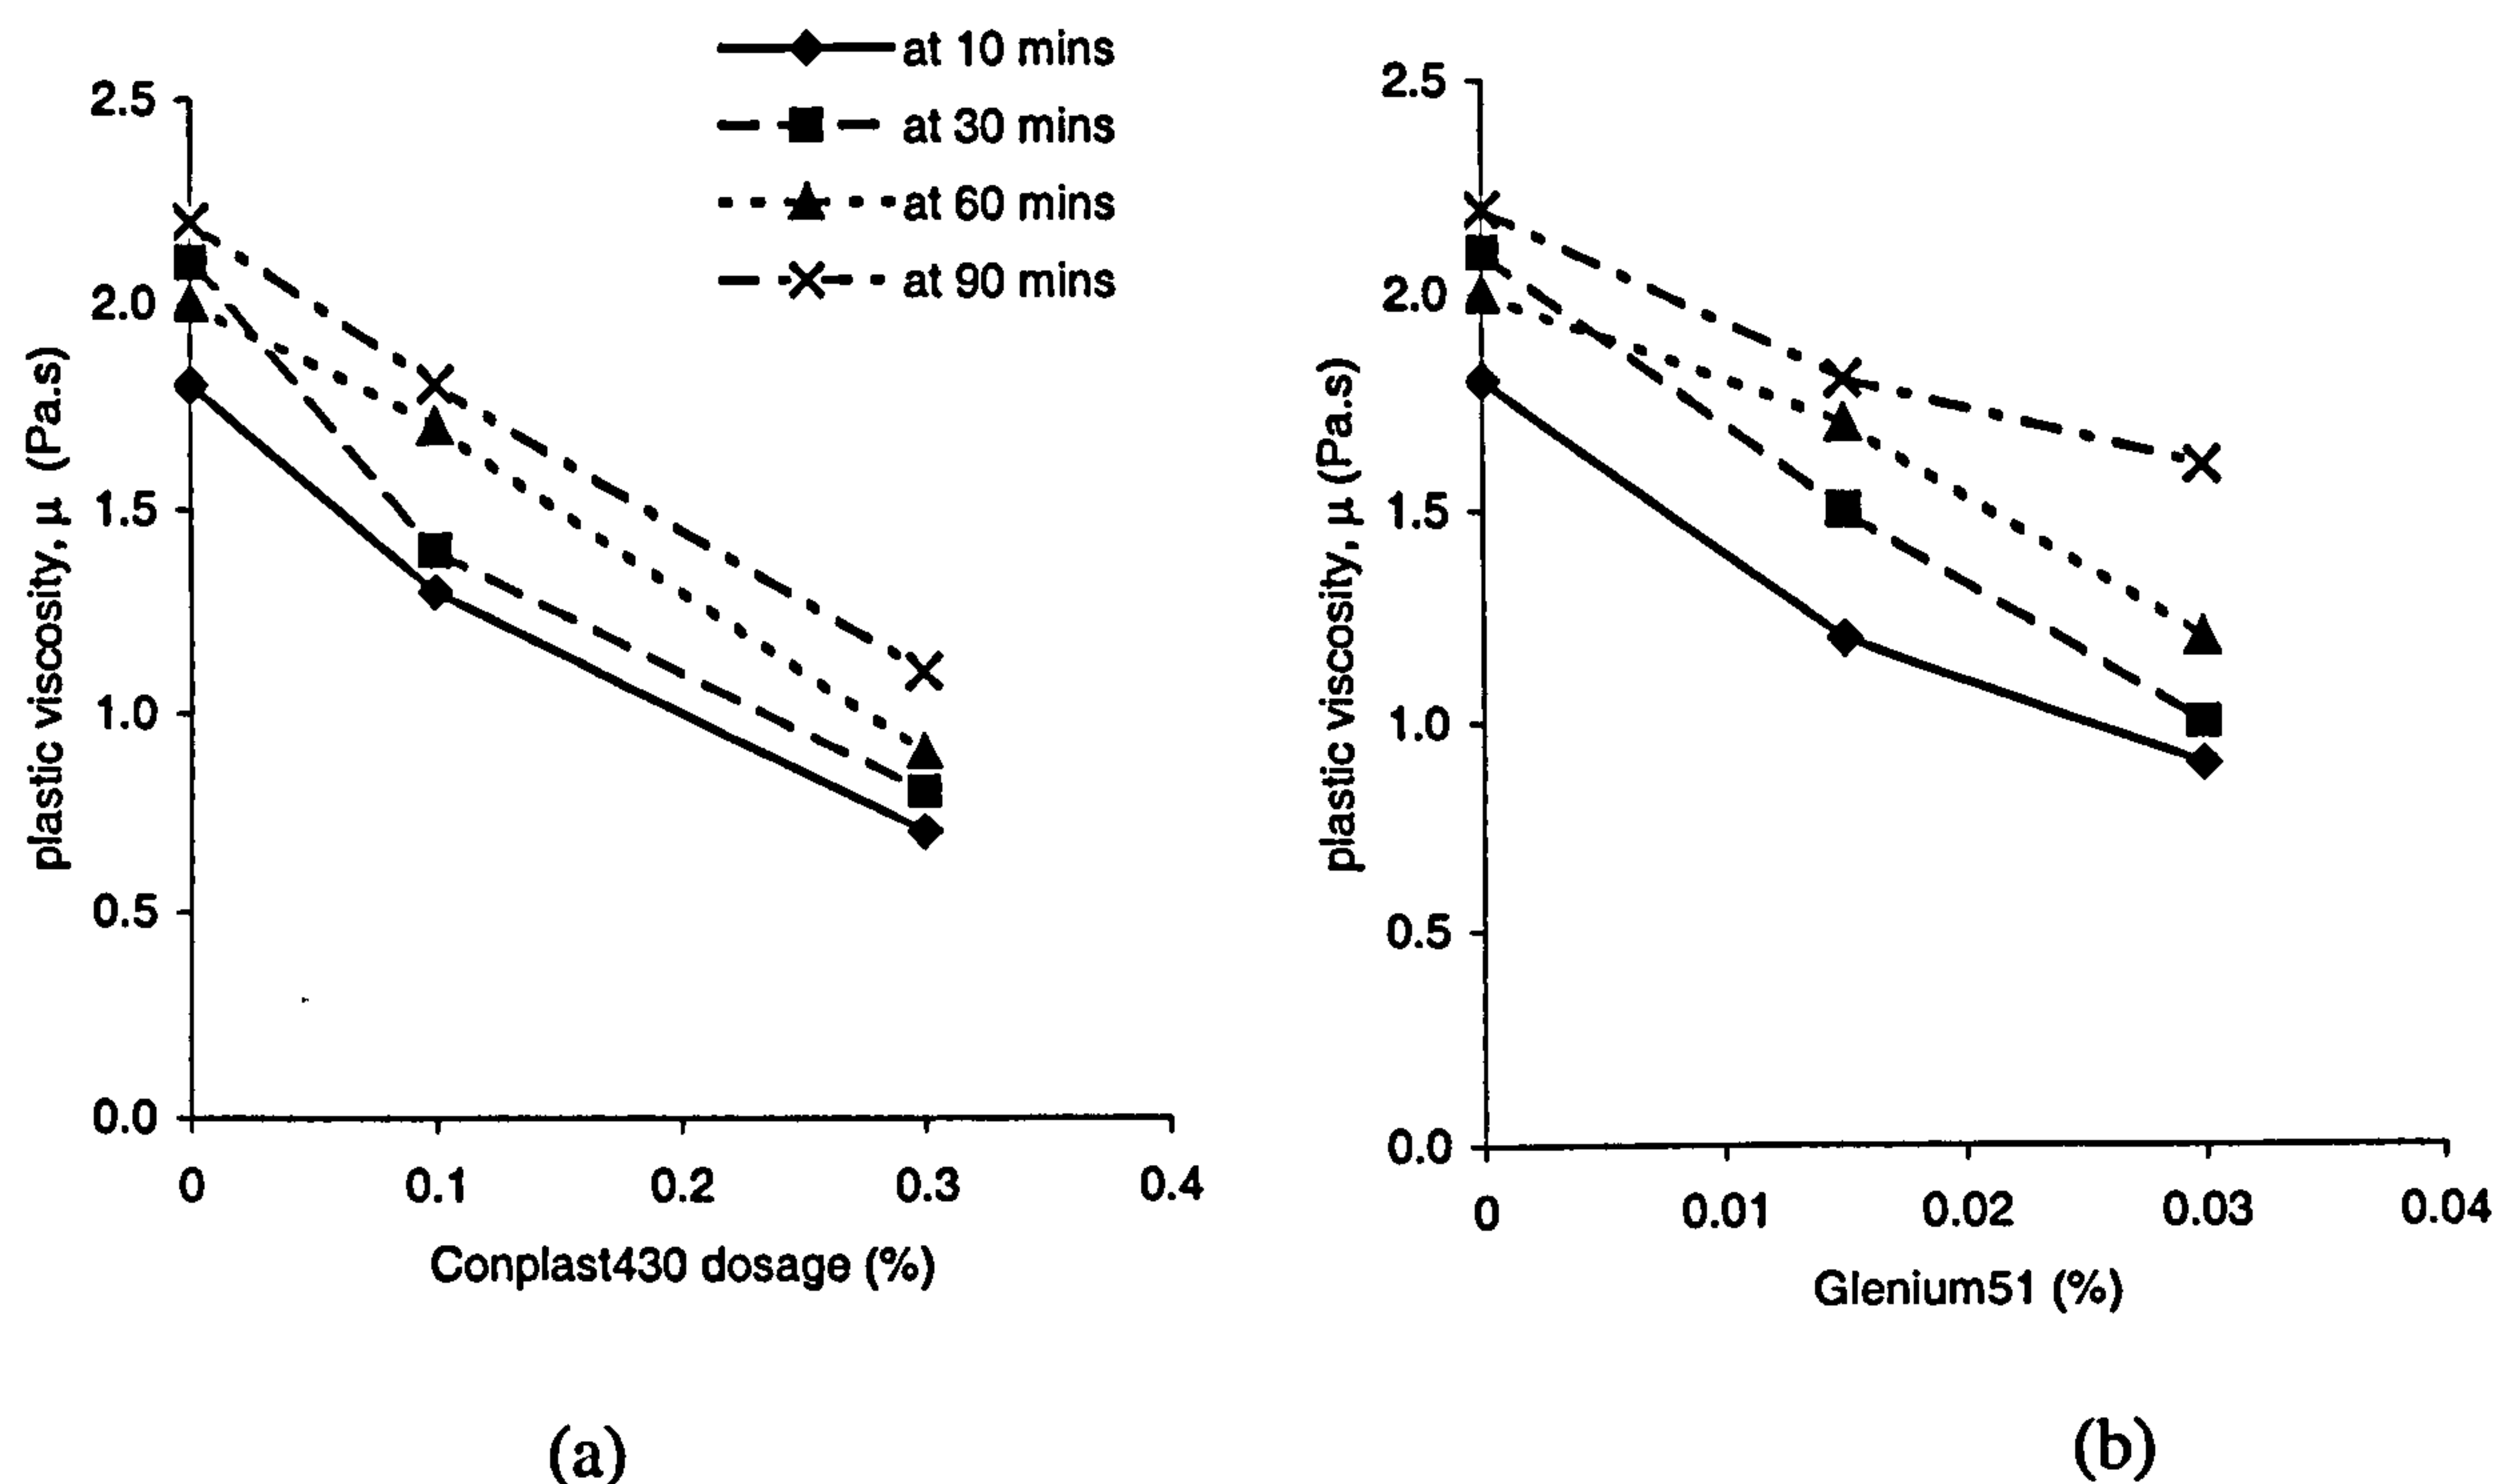 at 10 mins
at 30 mins
at 60 mins
at 90 mins
2.5
2.0
1.5
1.0
0.5
0.0
plastic viscosity, μ (Pa.s)
0 0.1 0.2 0.3 0.4
Conplast430 dosage (%)
(a)
2.5
2.0
1.5
1.0
0.5
0.0
plastic viscosity, μ (Pa.s)
0 0.01 0.02 0.03 0.04
Glenium51 (%)
(b)